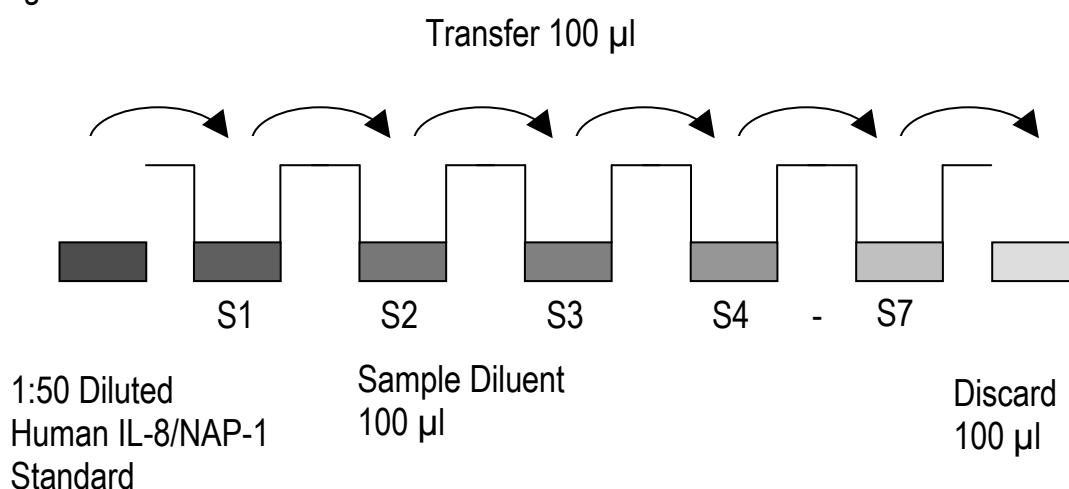 Transfer 100 µl
S1 S2 S3 S4 - S7
1:50 Diluted
Human IL-8/NAP-1
Standard
Sample Diluent
100 µl
Discard
100 µl